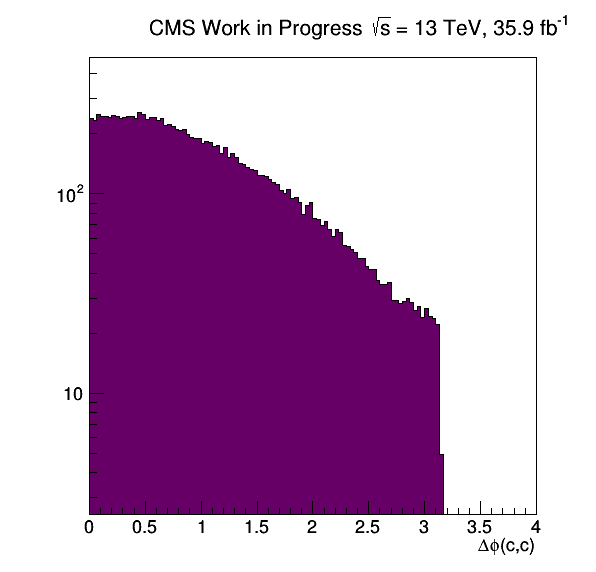 CMS Work in Progress √s = 13 TeV, 35.9 fb⁻¹
10²
10
0 0.5 1 1.5 2 2.5 3 3.5 4
Δϕ(c,c)